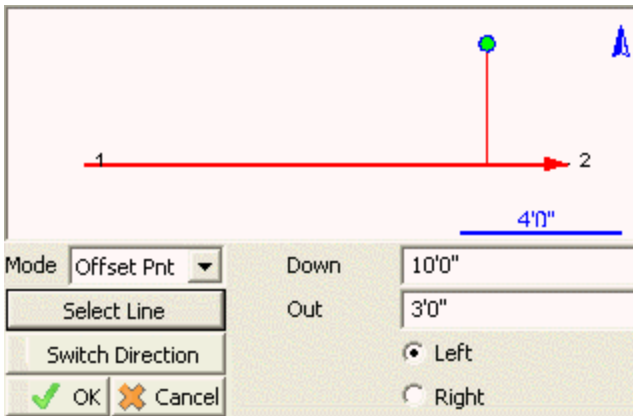 1
2
4'0"
Mode Offset Pnt Down 10'0"
Select Line Out 3'0"
Switch Direction Left
OK Cancel Right